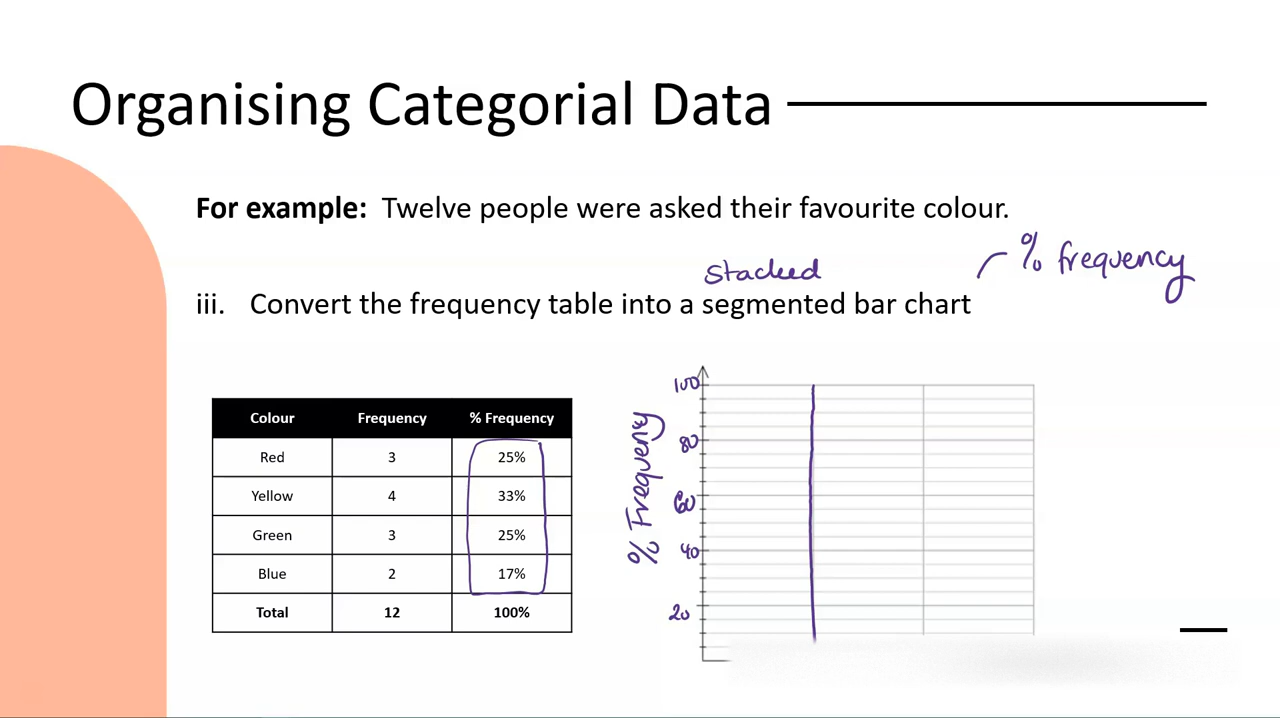 Organising Categorial Data
For example: Twelve people were asked their favourite colour.
% frequency
stacked
iii. Convert the frequency table into a segmented bar chart
Colour Frequency % Frequency
Red 3 25%
Yellow 4 33%
Green 3 25%
Blue 2 17%
Total 12 100%
% Frequency
100
80
60
40
20